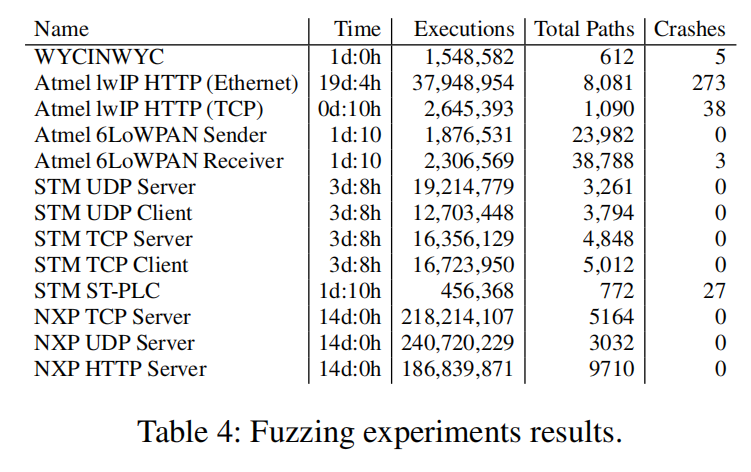 Name Time Executions Total Paths Crashes
WYCINWYC 1d:0h 1,548,582 612 5
Atmel lwIP HTTP (Ethernet) 19d:4h 37,948,954 8,081 273
Atmel lwIP HTTP (TCP) 0d:10h 2,645,393 1,090 38
Atmel 6LoWPAN Sender 1d:10 1,876,531 23,982 0
Atmel 6LoWPAN Receiver 1d:10 2,306,569 38,788 3
STM UDP Server 3d:8h 19,214,779 3,261 0
STM UDP Client 3d:8h 12,703,448 3,794 0
STM TCP Server 3d:8h 16,356,129 4,848 0
STM TCP Client 3d:8h 16,723,950 5,012 0
STM ST-PLC 1d:10h 456,368 772 27
NXP TCP Server 14d:0h 218,214,107 5164 0
NXP UDP Server 14d:0h 240,720,229 3032 0
NXP HTTP Server 14d:0h 186,839,871 9710 0
Table 4: Fuzzing experiments results.